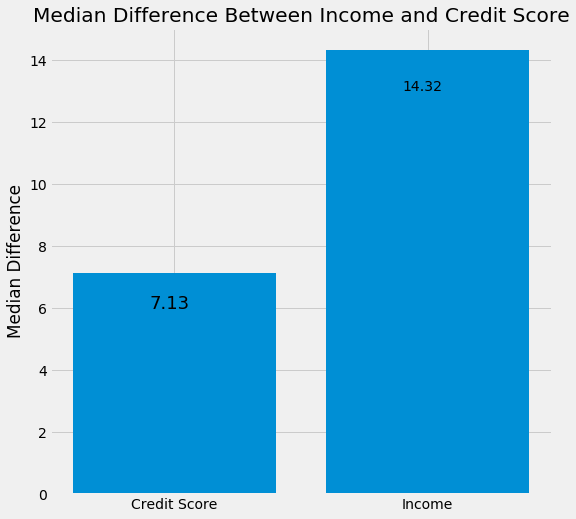 Median Difference Between Income and Credit Score
14
12
10
8
6
4
2
0
Median Difference
14.32
7.13
Credit Score
Income